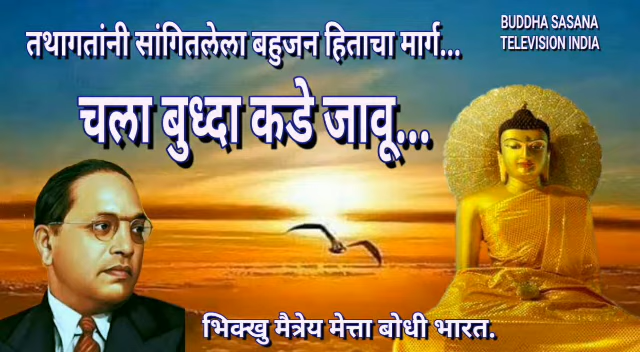 तथागतांनी सांगितलेला बहुजन हिताचा मार्ग...
BUDDHA SASANA
TELEVISION INDIA
चला बुध्दा कडे जावू...
भिक्खु मैत्रेय मेत्ता बोधी भारत.